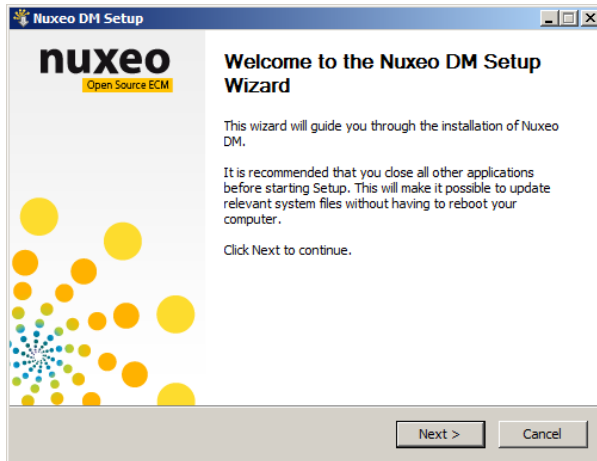 Nuxeo DM Setup
nuxeo
Open Source ECM
Welcome to the Nuxeo DM Setup
Wizard
This wizard will guide you through the installation of Nuxeo
DM.
It is recommended that you close all other applications
before starting Setup. This will make it possible to update
relevant system files without having to reboot your
computer.
Click Next to continue.
Next >
Cancel